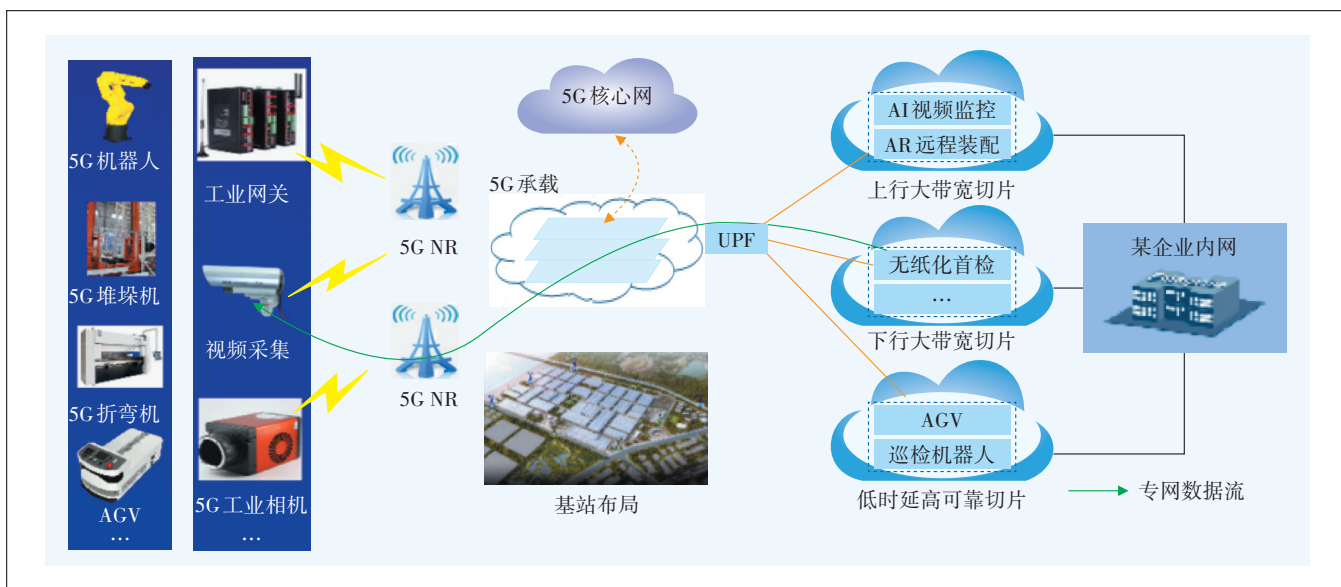 5G机器人
5G堆垛机
5G折弯机
AGV
…
工业网关
视频采集
5G工业相机
…
5G NR
5G NR
5G核心网
5G承载
基站布局
UPF
AI视频监控
AR远程装配
上行大带宽切片
无纸化首检
…
下行大带宽切片
AGV
巡检机器人
低时延高可靠切片
某企业内网
专网数据流